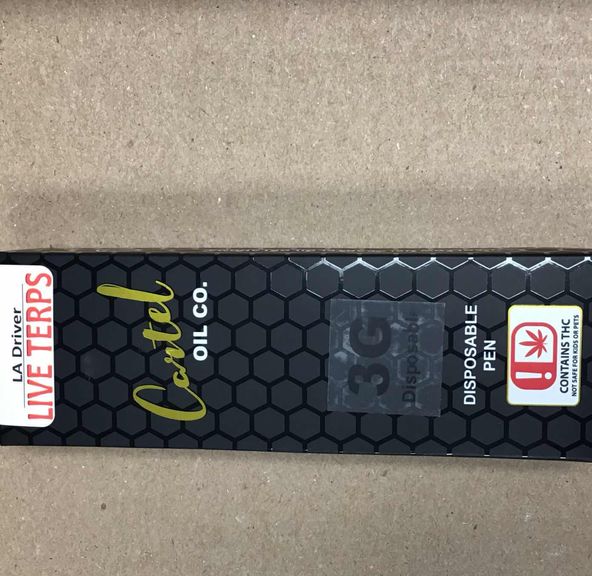 LA Driver
LIVE TERPS
Cartel
OIL CO.
3G
Disposable
DISPOSABLE
PEN
!
CONTAINS THC
NOT SAFE FOR KIDS OR PETS